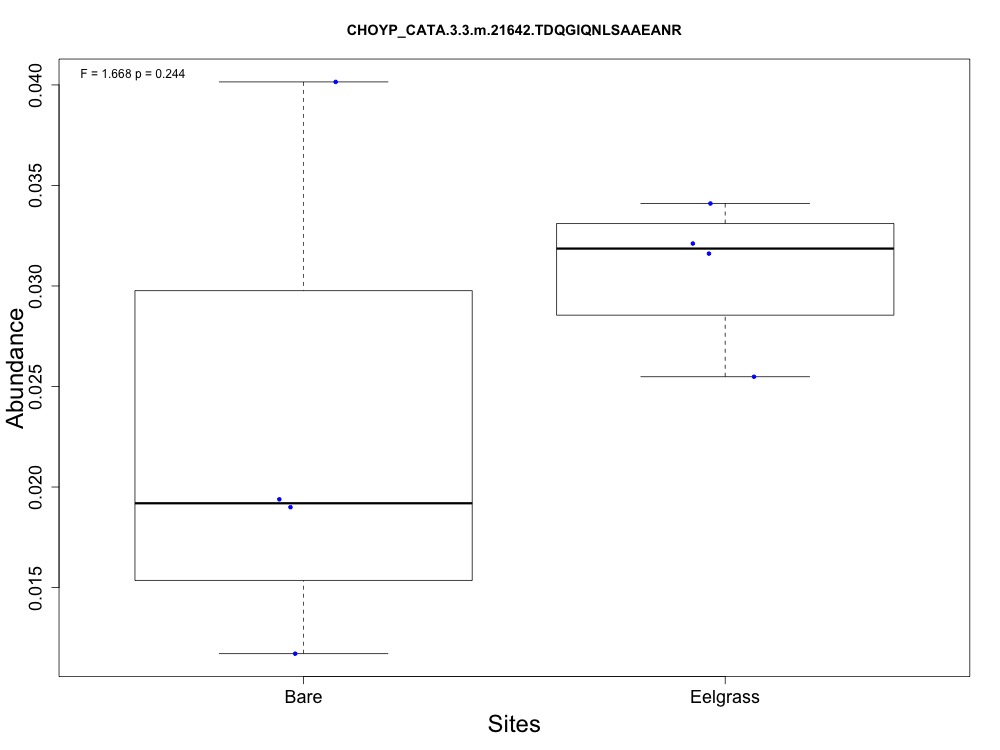 CHOYP_CATA.3.3.m.21642.TDQGIQNLSAAEANR
F = 1.668 p = 0.244
0.040
0.035
0.030
0.025
0.020
0.015
Abundance
Bare
Eelgrass
Sites